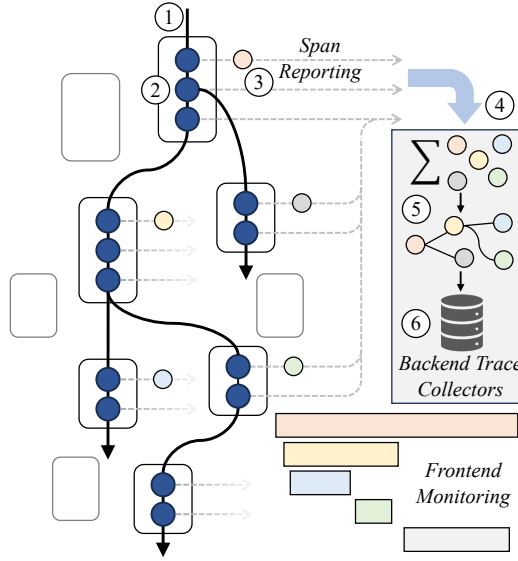 1
2
Span
3
Reporting
4
∑
5
6
Backend Trace
Collectors
Frontend
Monitoring